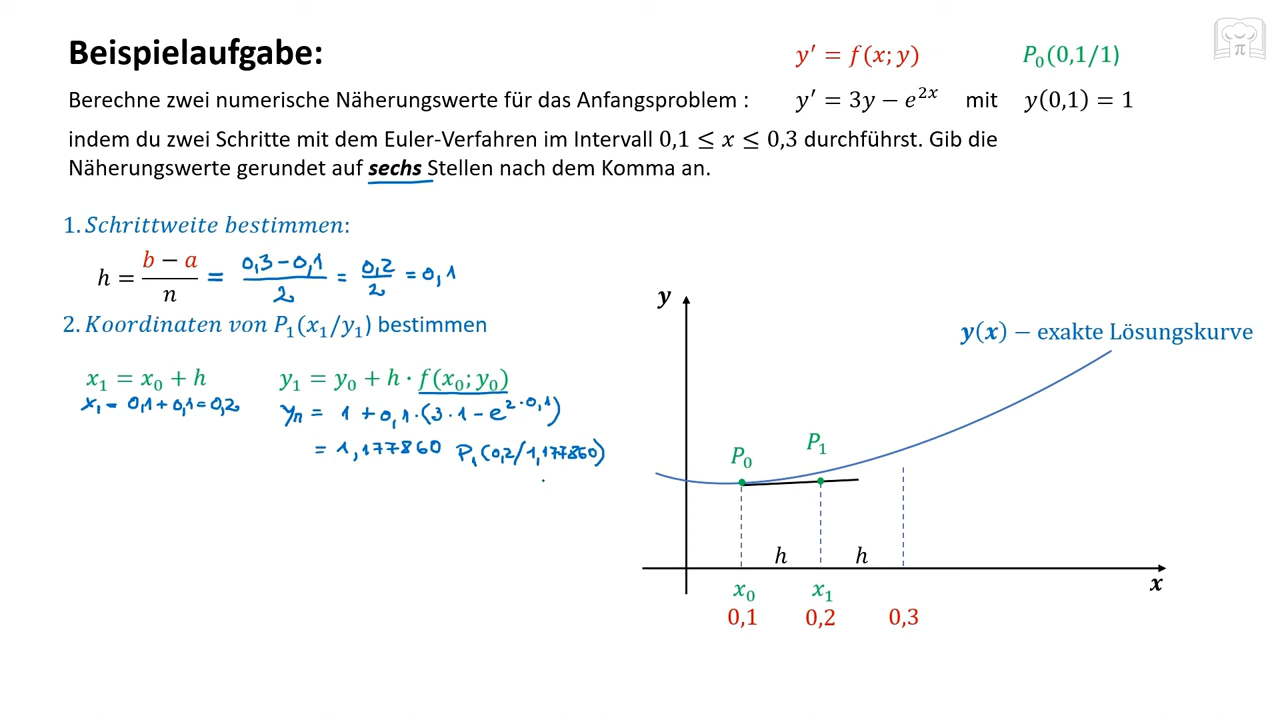 Beispielaufgabe:
y′ = f(x; y)
P₀(0,1/1)
Berechne zwei numerische Näherungswerte für das Anfangsproblem : y′ = 3y − e²ˣ mit y(0,1) = 1
indem du zwei Schritte mit dem Euler-Verfahren im Intervall 0,1 ≤ x ≤ 0,3 durchführst. Gib die
Näherungswerte gerundet auf sechs Stellen nach dem Komma an.
1. Schrittweite bestimmen:
h = (b − a)/n = (0,3 − 0,1)/2 = 0,2/2 = 0,1
2. Koordinaten von P₁(x₁/y₁) bestimmen
x₁ = x₀ + h
y₁ = y₀ + h · f(x₀; y₀)
x₁ = 0,1 + 0,1 = 0,2
y₁ = 1 + 0,1 · (3 · 1 − e^(2 · 0,1))
= 1,177860 P₁(0,2/1,177860)
y
y(x) − exakte Lösungskurve
P₀
P₁
h
h
x
x₀
x₁
0,1
0,2
0,3
π